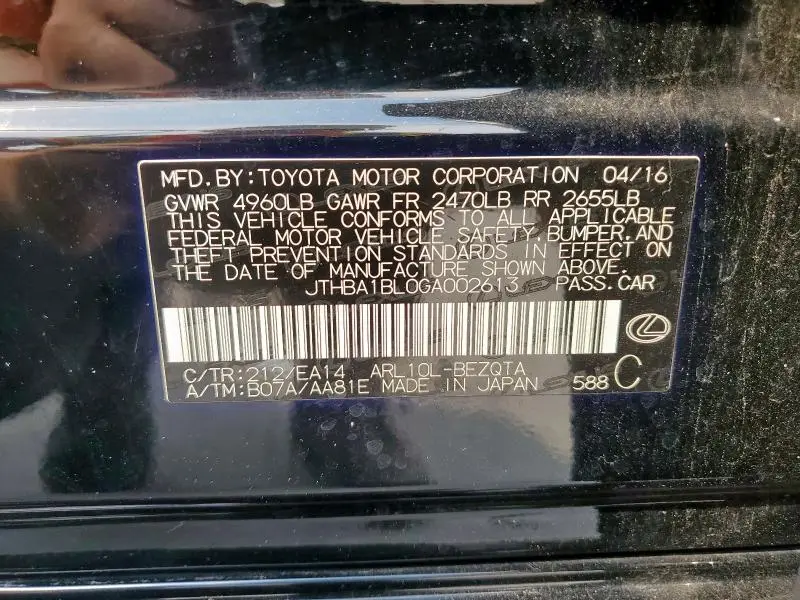 MFD.BY:TOYOTA MOTOR CORPORATION 04/16
GVWR 4960LB GAWR FR 2470LB RR 2655LB
THIS VEHICLE CONFORMS TO ALL APPLICABLE
FEDERAL MOTOR VEHICLE SAFETY,BUMPER,AND
THEFT PREVENTION STANDARDS IN EFFECT ON
THE DATE OF MANUFACTURE SHOWN ABOVE.
JTHBA1BL0GA002613 PASS.CAR
C/TR:212/EA14 ARL10L-BEZQTA
A/TM:B07A/AA81E MADE IN JAPAN 588 C